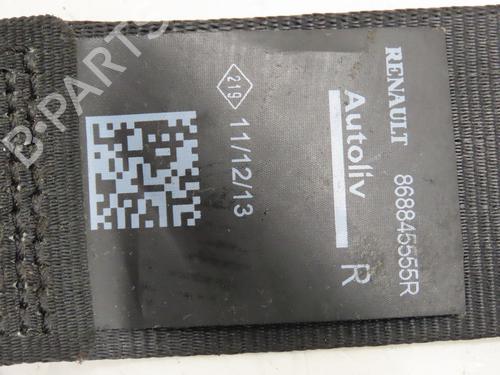 RENAULT 868845555R
Autoliv R
219 11/12/13
B-PARTS